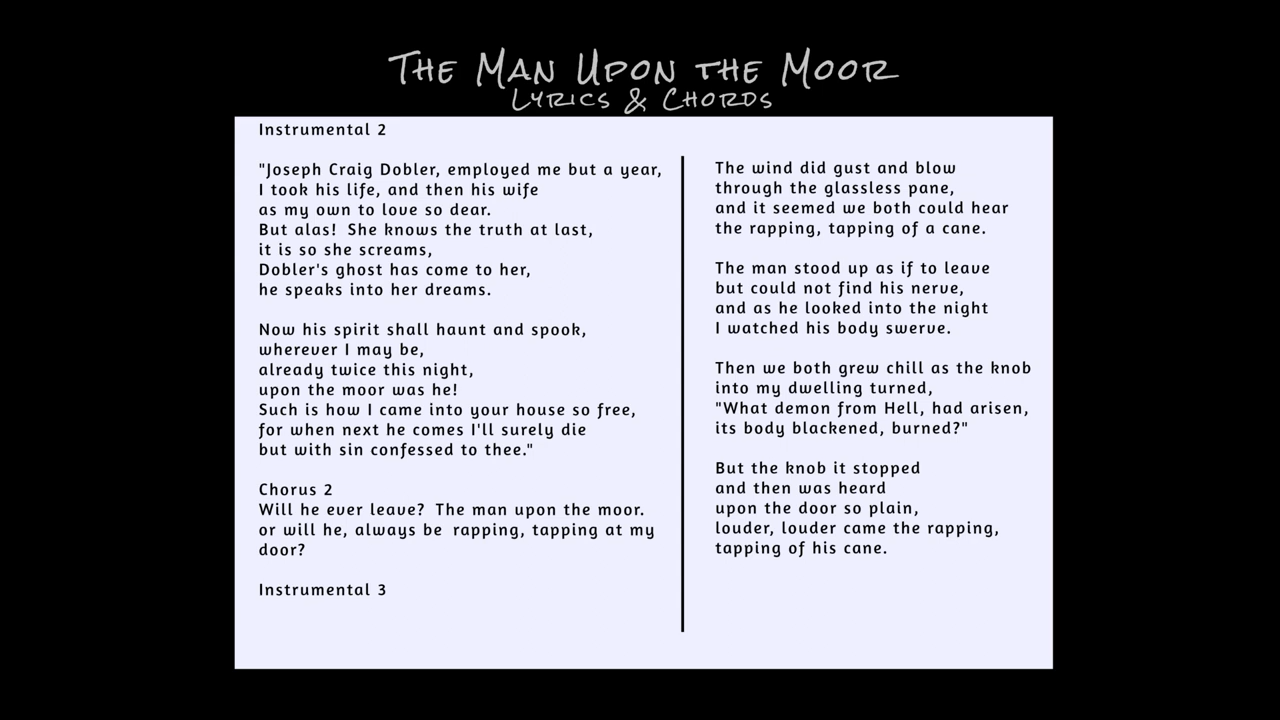 The Man Upon the Moor
Lyrics & Chords
Instrumental 2
"Joseph Craig Dobler, employed me but a year,
I took his life, and then his wife
as my own to love so dear.
But alas! She knows the truth at last,
it is so she screams,
Dobler's ghost has come to her,
he speaks into her dreams.
Now his spirit shall haunt and spook,
wherever I may be,
already twice this night,
upon the moor was he!
Such is how I came into your house so free,
for when next he comes I'll surely die
but with sin confessed to thee."
Chorus 2
Will he ever leave? The man upon the moor.
or will he, always be rapping, tapping at my
door?
Instrumental 3
The wind did gust and blow
through the glassless pane,
and it seemed we both could hear
the rapping, tapping of a cane.
The man stood up as if to leave
but could not find his nerve,
and as he looked into the night
I watched his body swerve.
Then we both grew chill as the knob
into my dwelling turned,
"What demon from Hell, had arisen,
its body blackened, burned?"
But the knob it stopped
and then was heard
upon the door so plain,
louder, louder came the rapping,
tapping of his cane.